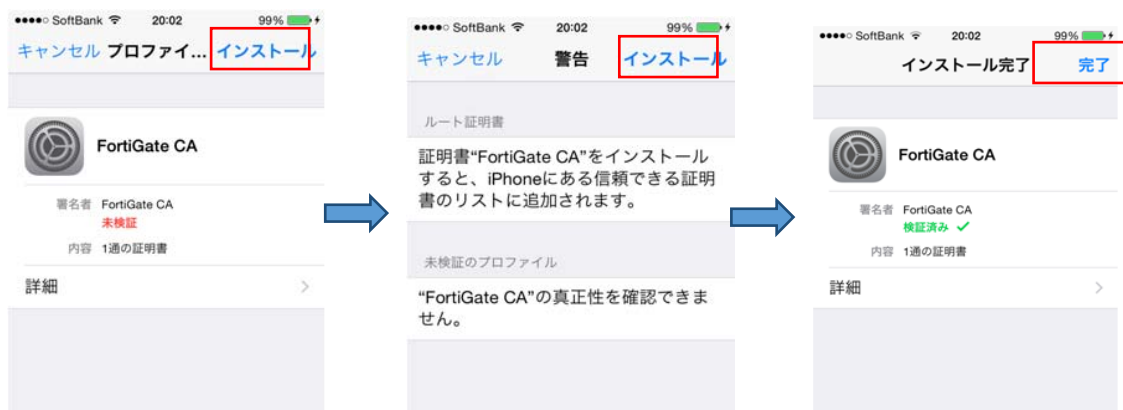 SoftBank 20:02 99%
キャンセル プロファイ... インストール
FortiGate CA
署名者 FortiGate CA
未検証
内容 1通の証明書
詳細
SoftBank 20:02 99%
キャンセル 警告 インストール
ルート証明書
証明書“FortiGate CA”をインストール
すると、iPhoneにある信頼できる証明
書のリストに追加されます。
未検証のプロファイル
“FortiGate CA”の真正性を確認できま
せん。
SoftBank 20:02 99%
インストール完了 完了
FortiGate CA
署名者 FortiGate CA
検証済み ✓
内容 1通の証明書
詳細